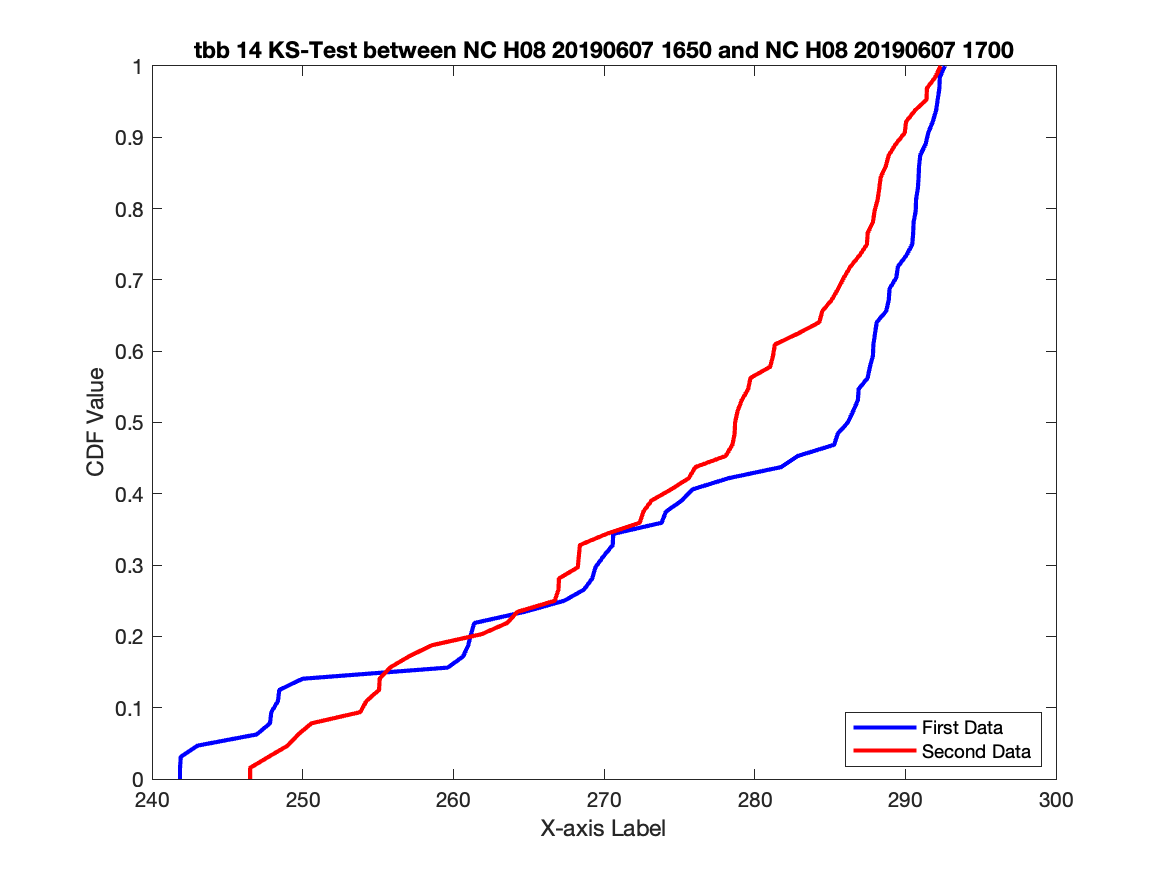 tbb 14 KS-Test between NC H08 20190607 1650 and NC H08 20190607 1700
1
0.9
0.8
0.7
0.6
0.5
0.4
0.3
0.2
0.1
0
CDF Value
First Data
Second Data
240 250 260 270 280 290 300
X-axis Label